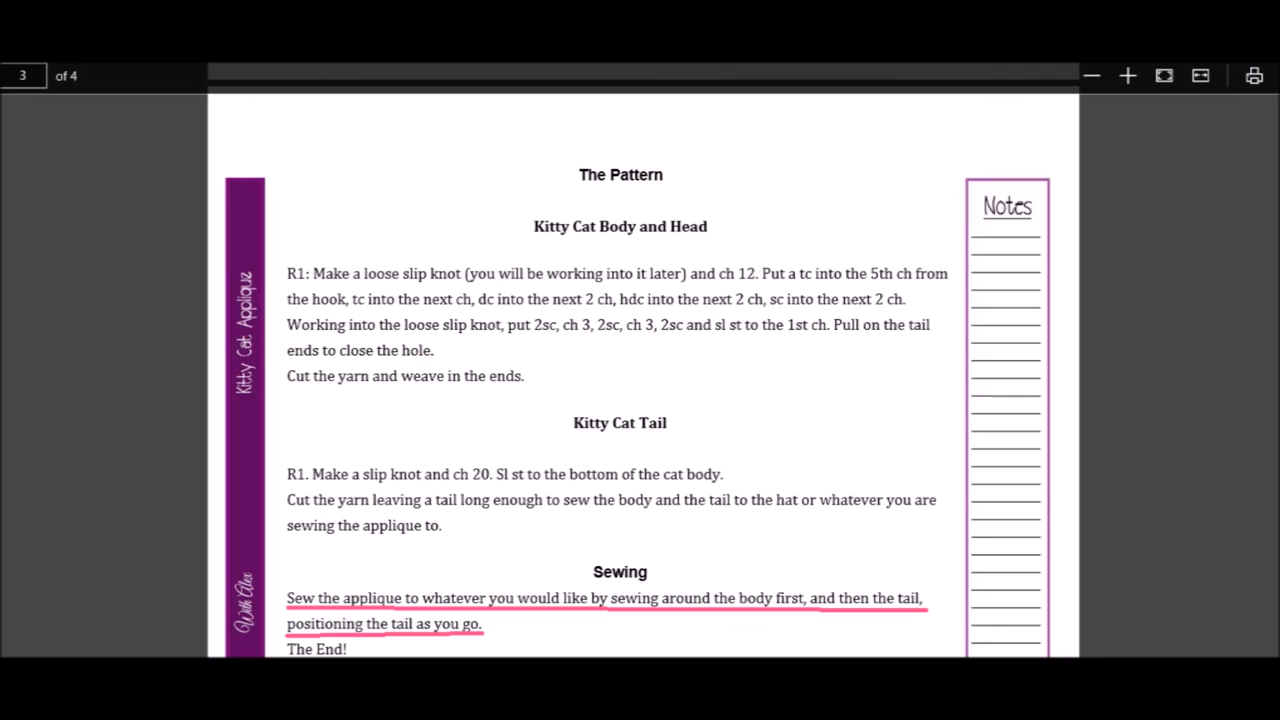 3 of 4
The Pattern
Kitty Cat Body and Head
R1: Make a loose slip knot (you will be working into it later) and ch 12. Put a tc into the 5th ch from
the hook, tc into the next ch, dc into the next 2 ch, hdc into the next 2 ch, sc into the next 2 ch.
Working into the loose slip knot, put 2sc, ch 3, 2sc, ch 3, 2sc and sl st to the 1st ch. Pull on the tail
ends to close the hole.
Cut the yarn and weave in the ends.
Kitty Cat Tail
R1. Make a slip knot and ch 20. Sl st to the bottom of the cat body.
Cut the yarn leaving a tail long enough to sew the body and the tail to the hat or whatever you are
sewing the applique to.
Sewing
Sew the applique to whatever you would like by sewing around the body first, and then the tail,
positioning the tail as you go.
The End!
Kitty Cat Applique
With Alex
Notes